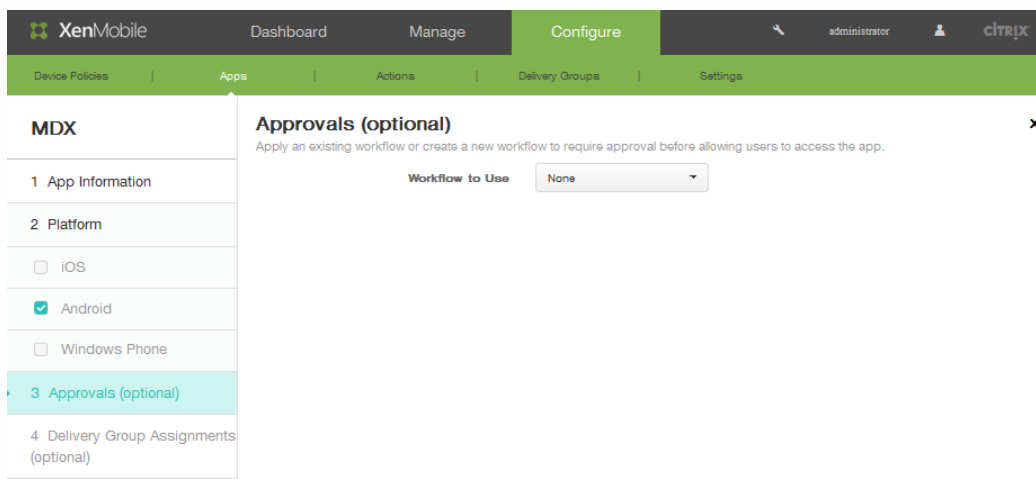 XenMobile
Dashboard
Manage
Configure
administrator
CİTRIX
Device Policies | Apps | Actions | Delivery Groups | Settings
MDX
1 App Information
2 Platform
iOS
Android
Windows Phone
3 Approvals (optional)
4 Delivery Group Assignments
(optional)
Approvals (optional)
Apply an existing workflow or create a new workflow to require approval before allowing users to access the app.
Workflow to Use
None